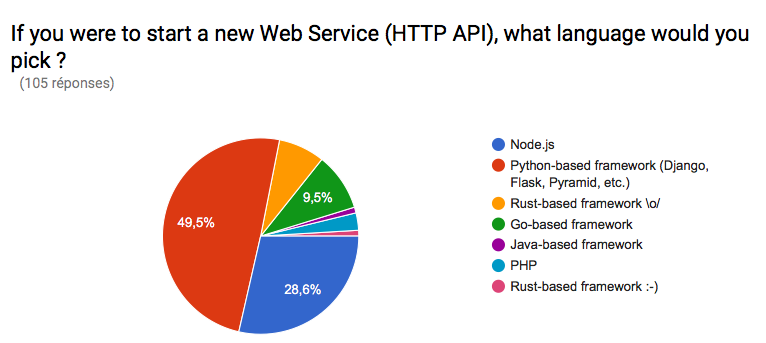 If you were to start a new Web Service (HTTP API), what language would you
pick ?
(105 réponses)
49,5%
9,5%
28,6%
Node.js
Python-based framework (Django,
Flask, Pyramid, etc.)
Rust-based framework \o/
Go-based framework
Java-based framework
PHP
Rust-based framework :-)